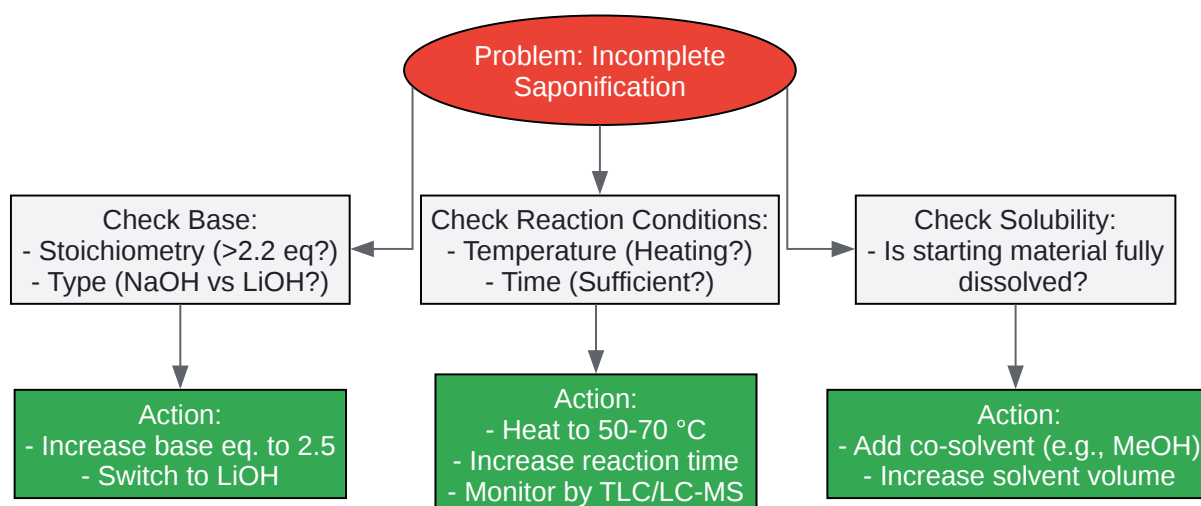 Problem: Incomplete
Saponification
Check Base:
- Stoichiometry (>2.2 eq?)
- Type (NaOH vs LiOH?)
Check Reaction Conditions:
- Temperature (Heating?)
- Time (Sufficient?)
Check Solubility:
- Is starting material fully
dissolved?
Action:
- Increase base eq. to 2.5
- Switch to LiOH
Action:
- Heat to 50-70 °C
- Increase reaction time
- Monitor by TLC/LC-MS
Action:
- Add co-solvent (e.g., MeOH)
- Increase solvent volume